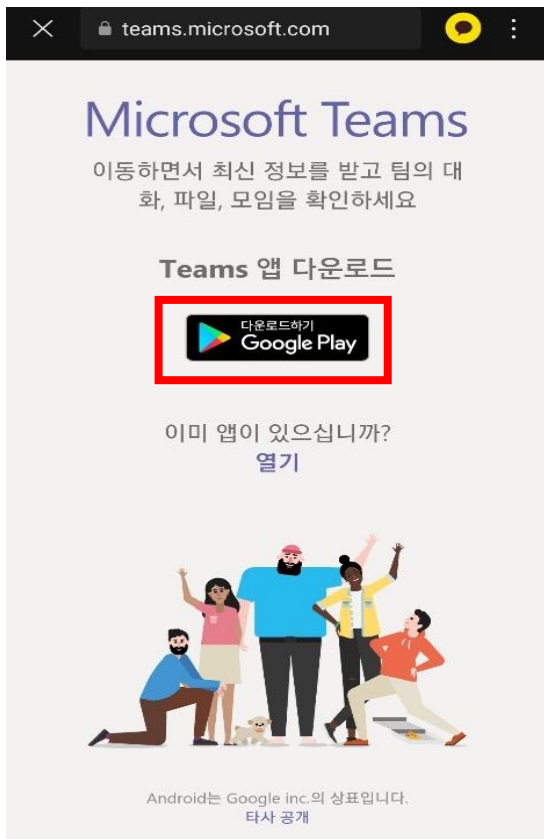 teams.microsoft.com
Microsoft Teams
이동하면서 최신 정보를 받고 팀의 대
화, 파일, 모임을 확인하세요
Teams 앱 다운로드
다운로드하기
Google Play
이미 앱이 있으십니까?
열기
Android는 Google inc.의 상표입니다.
타사 공개